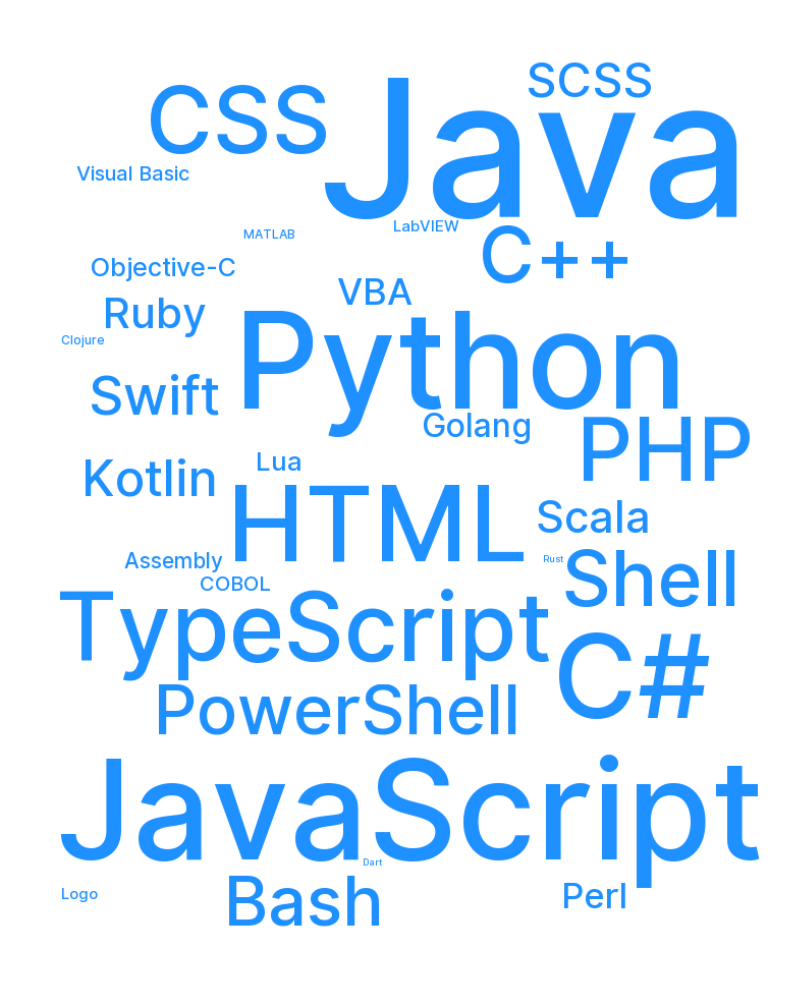 SCSS
CSS
Java
Visual Basic
LabVIEW
MATLAB
C++
Objective-C
VBA
Ruby
Clojure
Python
Swift
Golang
PHP
Lua
Kotlin
HTML
Scala
Rust
Assembly
Shell
COBOL
TypeScript
C#
PowerShell
JavaScript
Dart
Logo
Bash
Perl